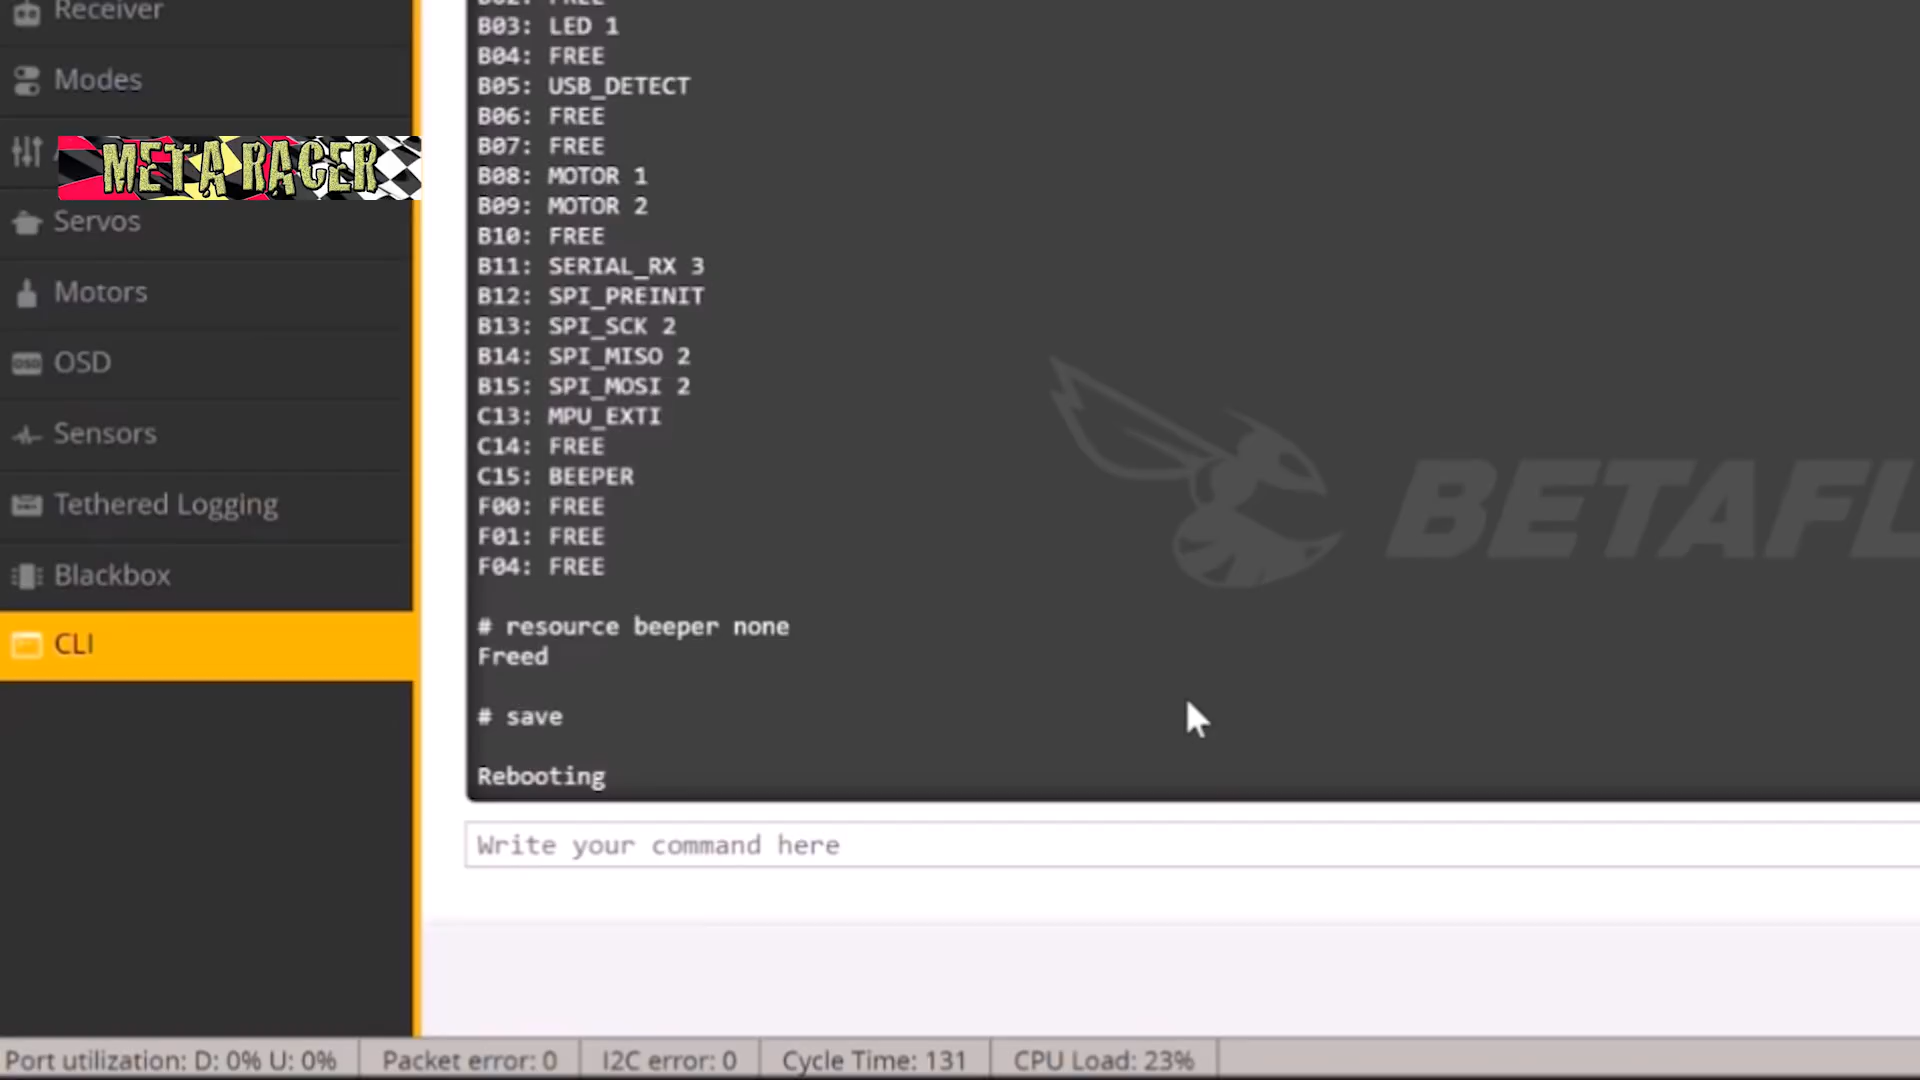 Receiver
Modes
META RACER
Servos
Motors
OSD
Sensors
Tethered Logging
Blackbox
CLI
B02: FREE
B03: LED 1
B04: FREE
B05: USB_DETECT
B06: FREE
B07: FREE
B08: MOTOR 1
B09: MOTOR 2
B10: FREE
B11: SERIAL_RX 3
B12: SPI_PREINIT
B13: SPI_SCK 2
B14: SPI_MISO 2
B15: SPI_MOSI 2
C13: MPU_EXTI
C14: FREE
C15: BEEPER
F00: FREE
F01: FREE
F04: FREE
# resource beeper none
Freed
# save
Rebooting
BETAFL
Write your command here
Port utilization: D: 0% U: 0% Packet error: 0 I2C error: 0 Cycle Time: 131 CPU Load: 23%